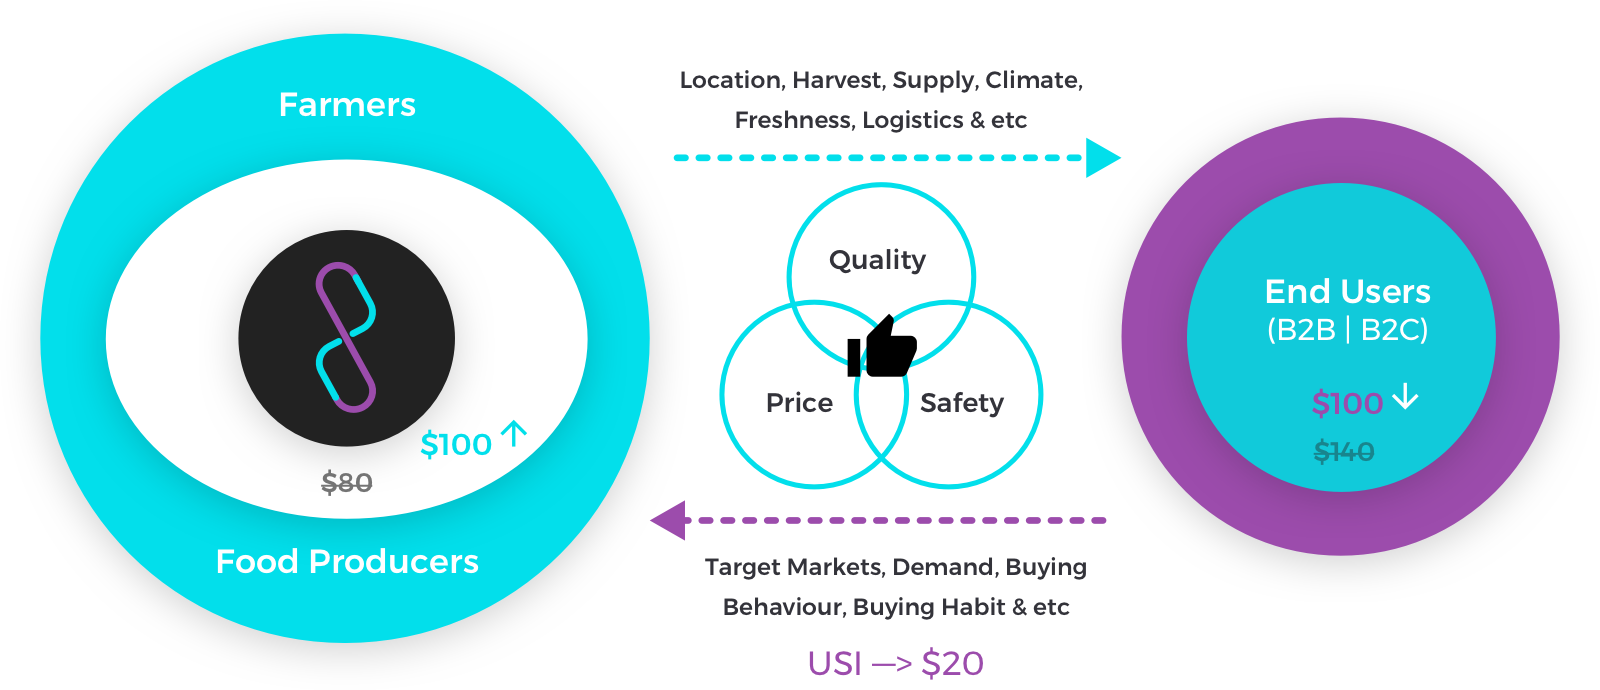 Farmers
$100 ↑
$80
Food Producers
Location, Harvest, Supply, Climate,
Freshness, Logistics & etc
Quality
Price
Safety
Target Markets, Demand, Buying
Behaviour, Buying Habit & etc
USI —> $20
End Users
(B2B | B2C)
$100 ↓
$140